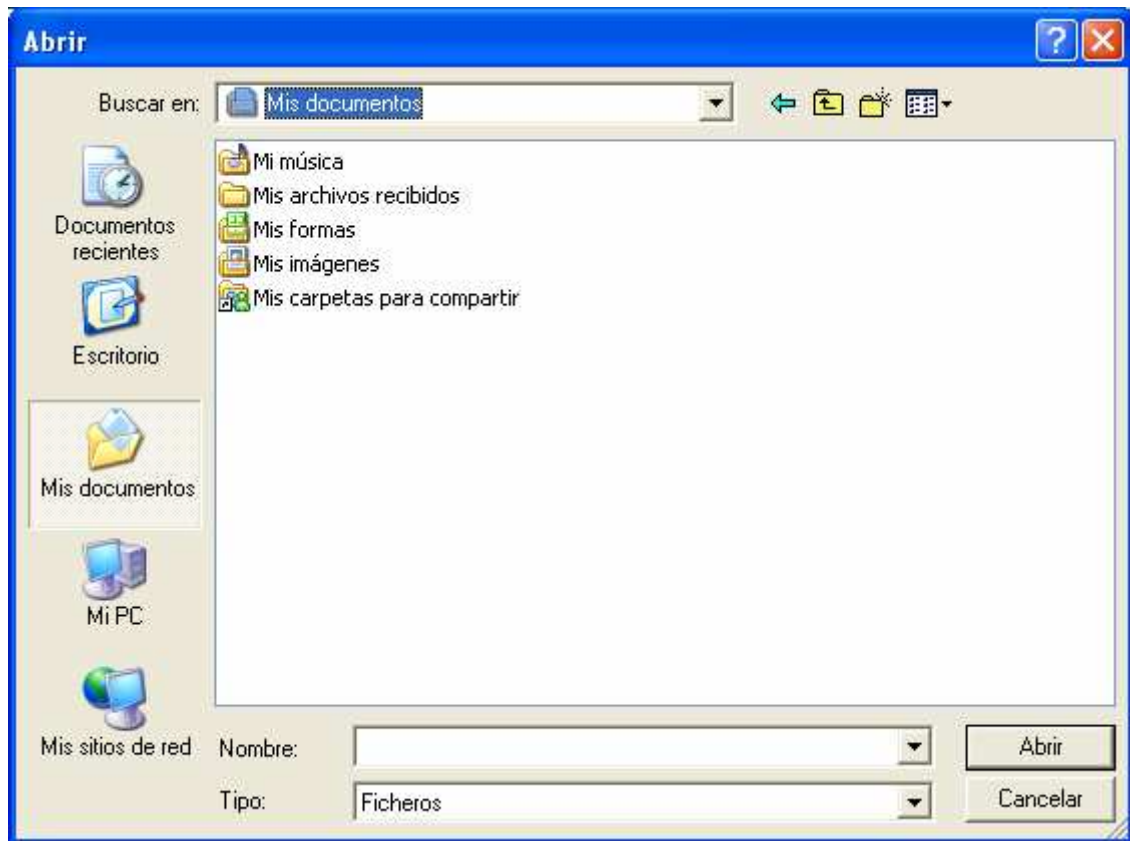 Abrir
Buscar en:
Mis documentos
Documentos
recientes
Escritorio
Mis documentos
Mi PC
Mis sitios de red
Mi música
Mis archivos recibidos
Mis formas
Mis imágenes
Mis carpetas para compartir
Nombre:
Abrir
Tipo:
Ficheros
Cancelar